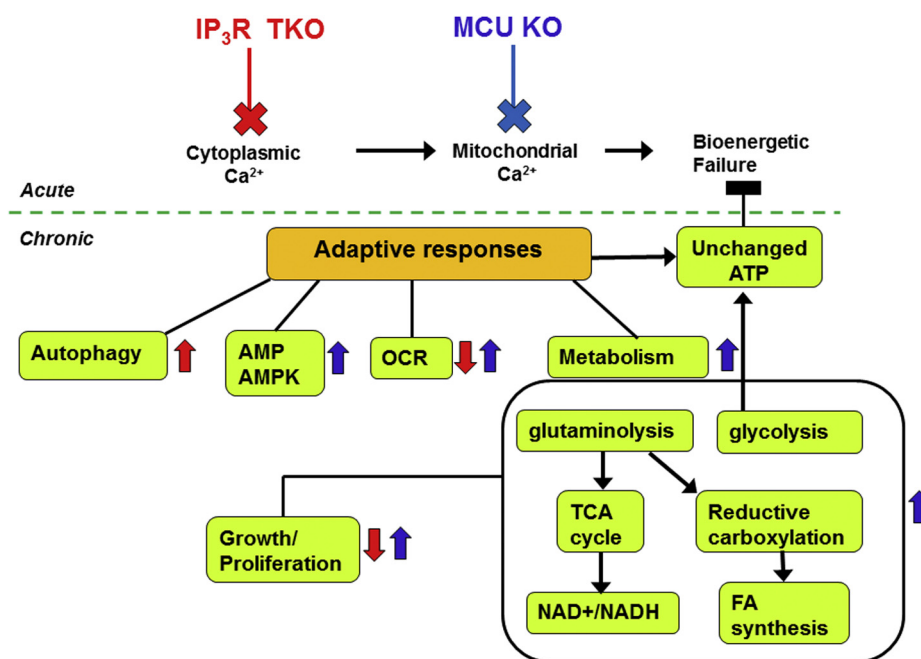 IP₃R TKO
MCU KO
Cytoplasmic
Ca²⁺
Mitochondrial
Ca²⁺
Bioenergetic
Failure
Acute
Chronic
Adaptive responses
Unchanged
ATP
Autophagy
AMP
AMPK
OCR
Metabolism
glutaminolysis
glycolysis
TCA
cycle
Reductive
carboxylation
Growth/
Proliferation
NAD+/NADH
FA
synthesis